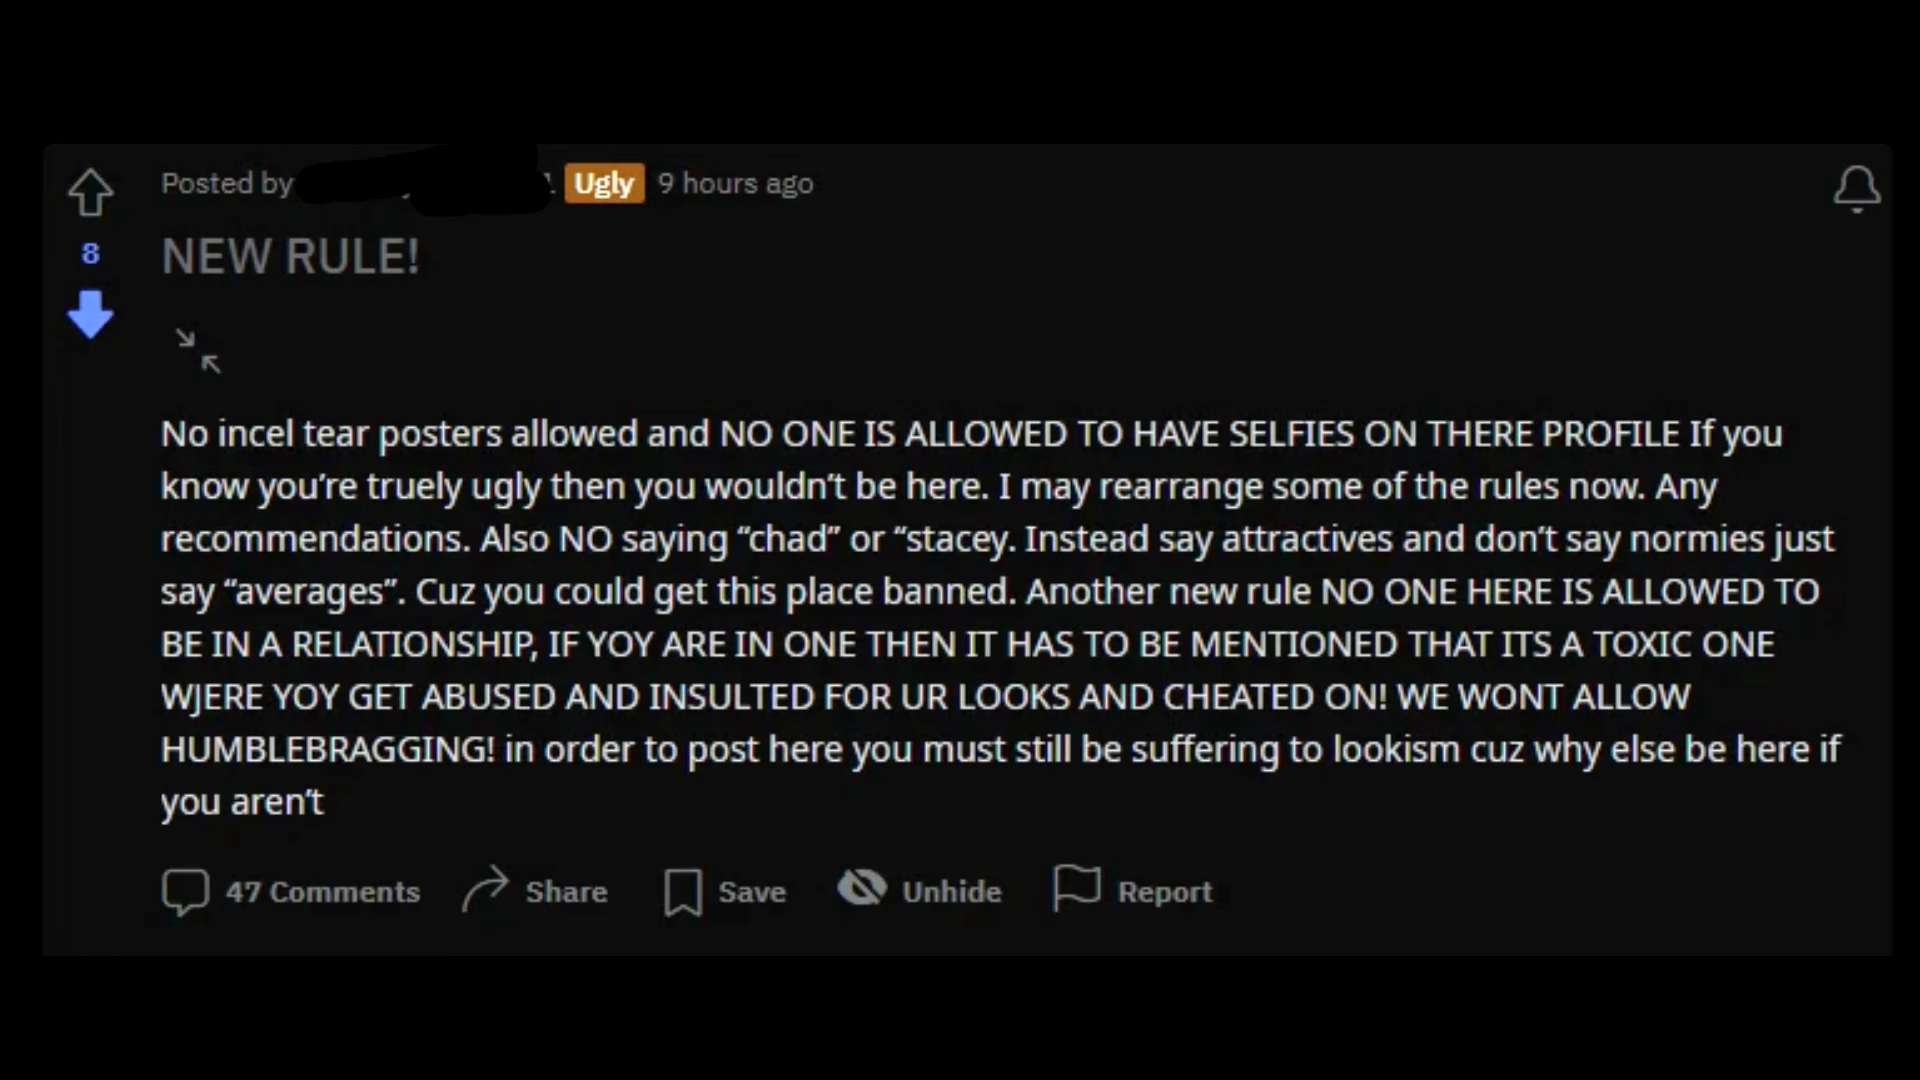 Posted by Ugly 9 hours ago
8
NEW RULE!
No incel tear posters allowed and NO ONE IS ALLOWED TO HAVE SELFIES ON THERE PROFILE If you
know you’re truely ugly then you wouldn’t be here. I may rearrange some of the rules now. Any
recommendations. Also NO saying “chad” or “stacey. Instead say attractives and don’t say normies just
say “averages”. Cuz you could get this place banned. Another new rule NO ONE HERE IS ALLOWED TO
BE IN A RELATIONSHIP, IF YOY ARE IN ONE THEN IT HAS TO BE MENTIONED THAT ITS A TOXIC ONE
WJERE YOY GET ABUSED AND INSULTED FOR UR LOOKS AND CHEATED ON! WE WONT ALLOW
HUMBLEBRAGGING! in order to post here you must still be suffering to lookism cuz why else be here if
you aren’t
47 Comments Share Save Unhide Report